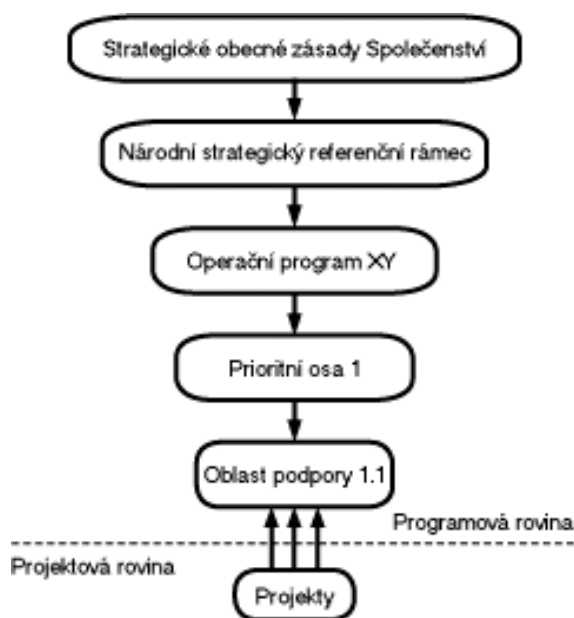 Strategické obecné zásady Společenství
Národní strategický referenční rámec
Operační program XY
Prioritní osa 1
Oblast podpory 1.1
Programová rovina
Projektová rovina
Projekty